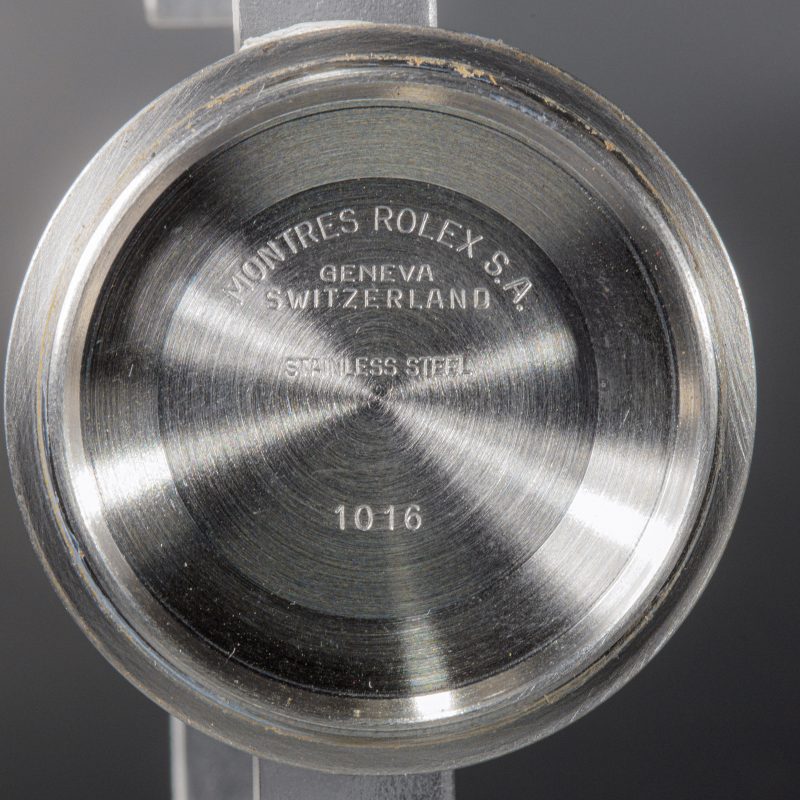 MONTRES ROLEX S.A.
GENEVA
SWITZERLAND
STAINLESS STEEL
1016